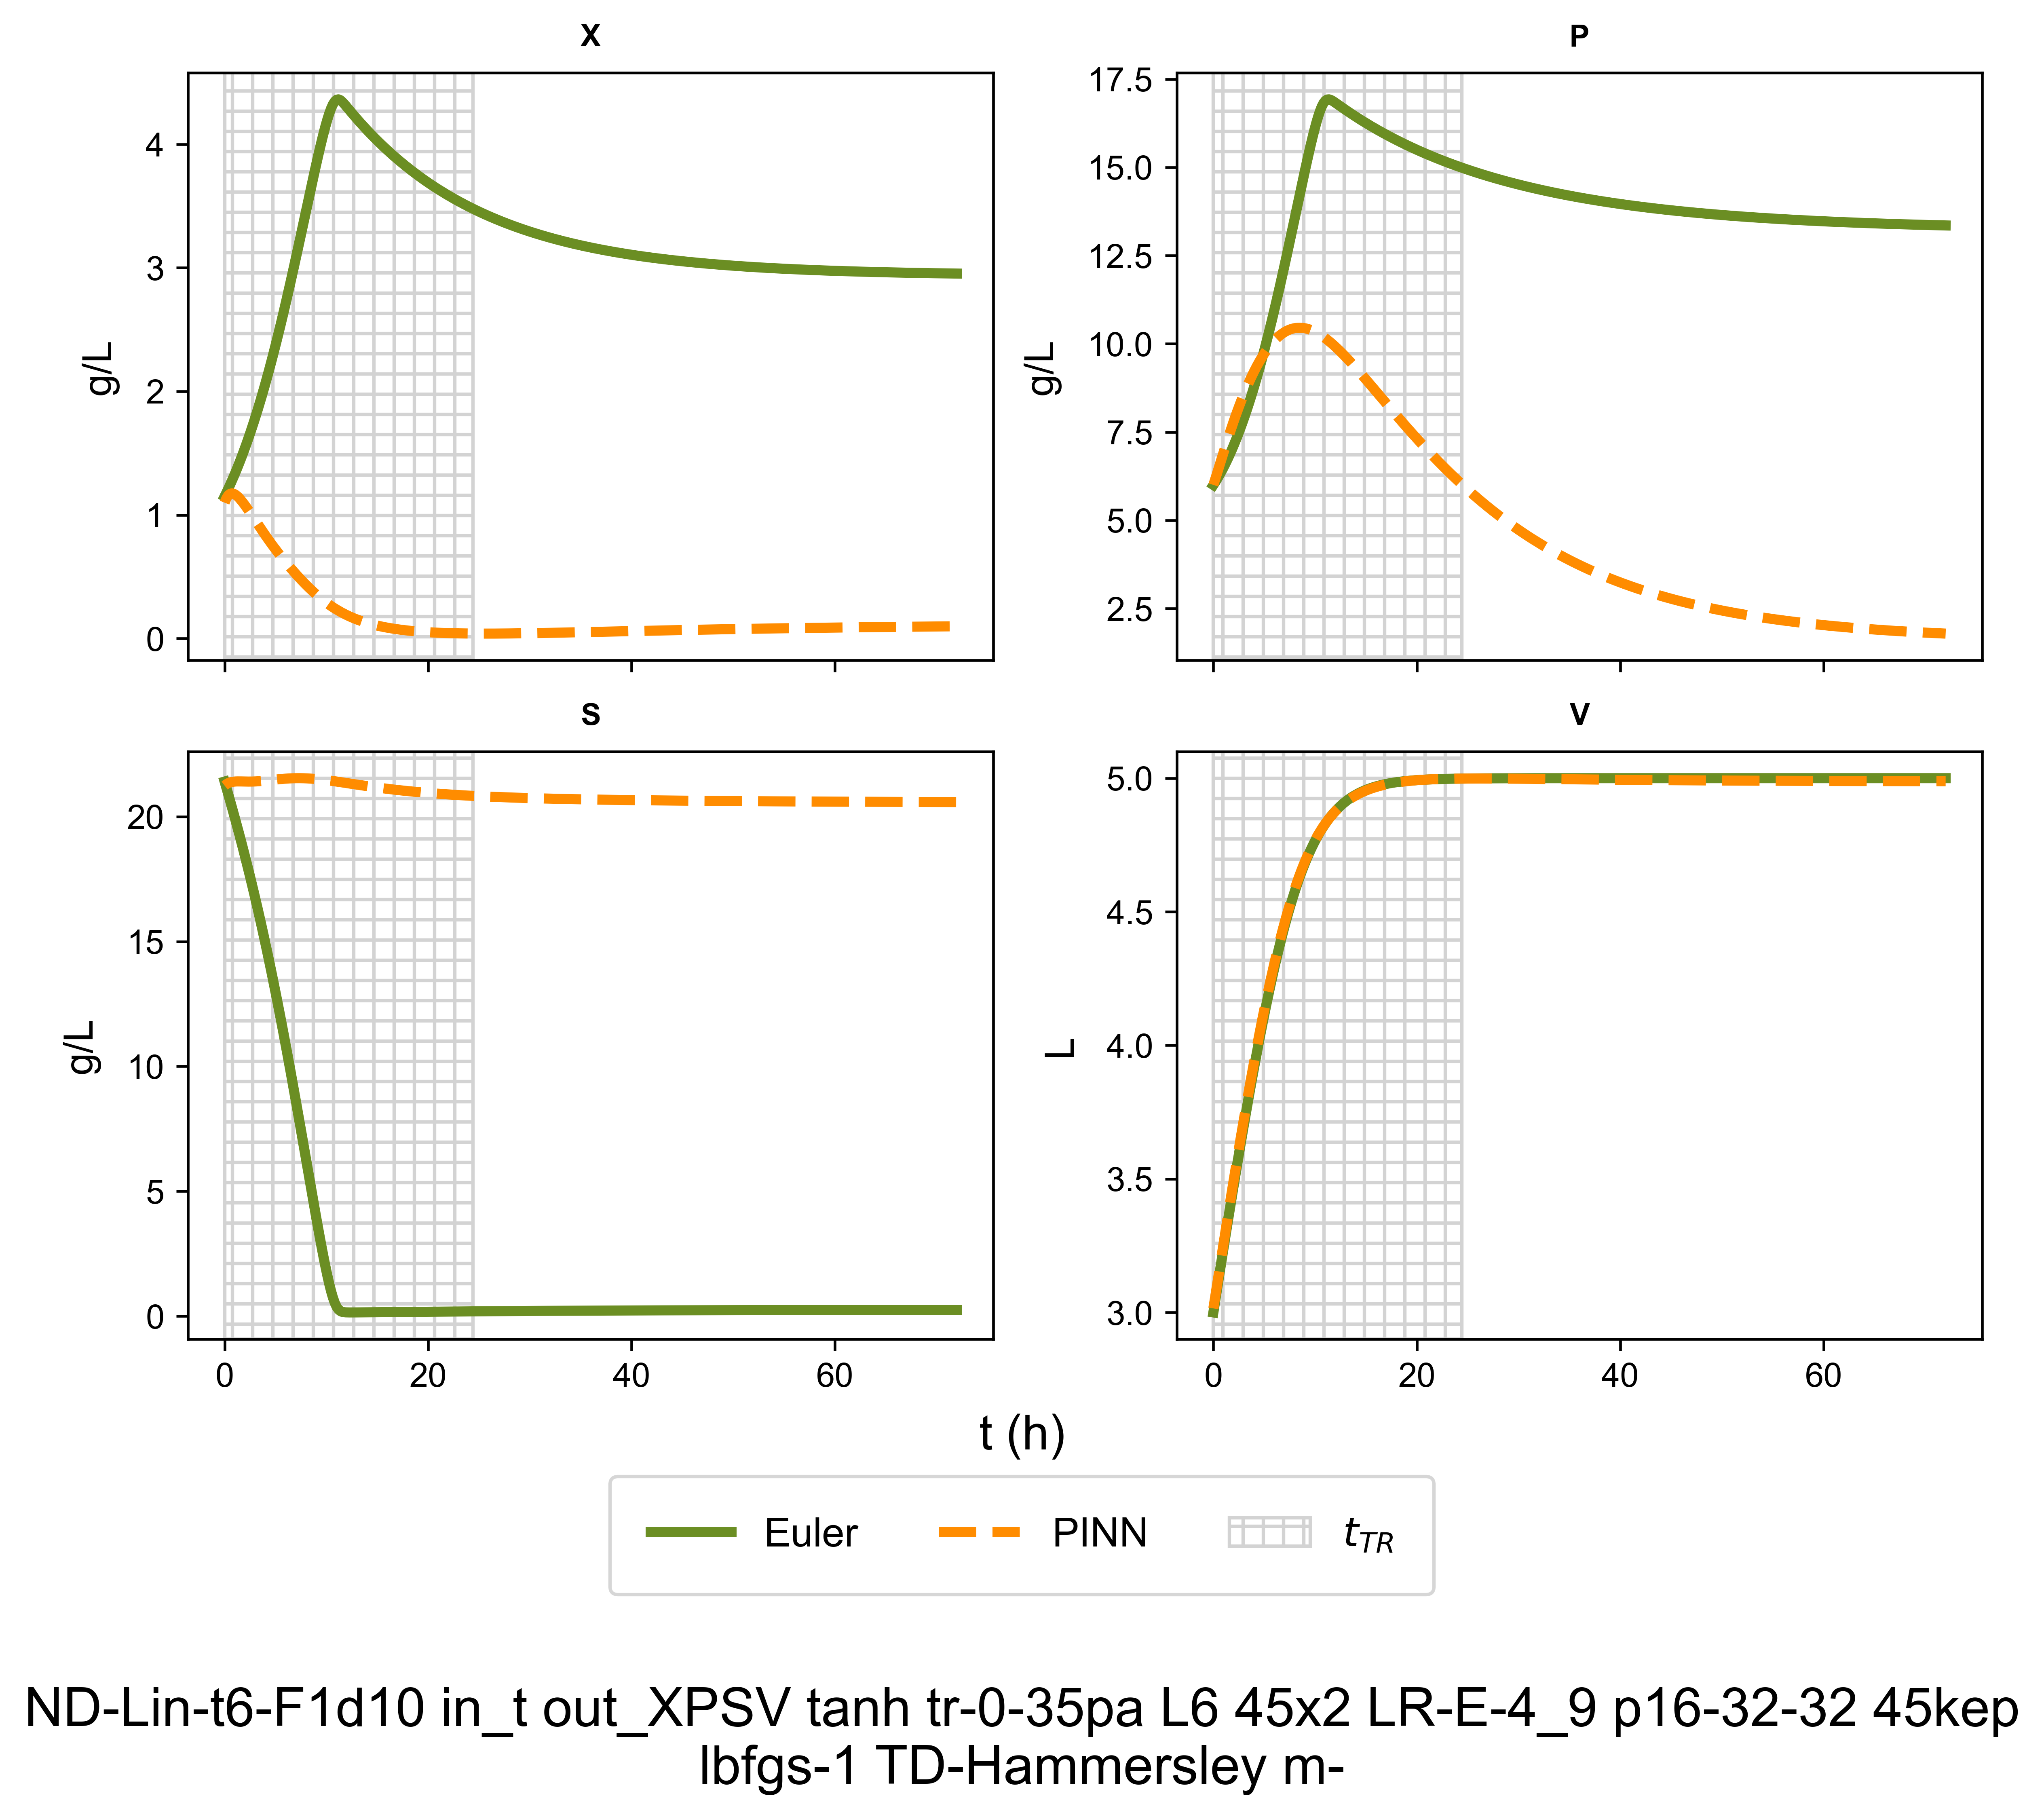 X
P
g/L
4
3
2
1
0
g/L
17.5
15.0
12.5
10.0
7.5
5.0
2.5
S
V
g/L
20
15
10
5
0
0 20 40 60
L
5.0
4.5
4.0
3.5
3.0
0 20 40 60
t (h)
Euler PINN t_TR
ND-Lin-t6-F1d10 in_t out_XPSV tanh tr-0-35pa L6 45x2 LR-E-4_9 p16-32-32 45kep
lbfgs-1 TD-Hammersley m-